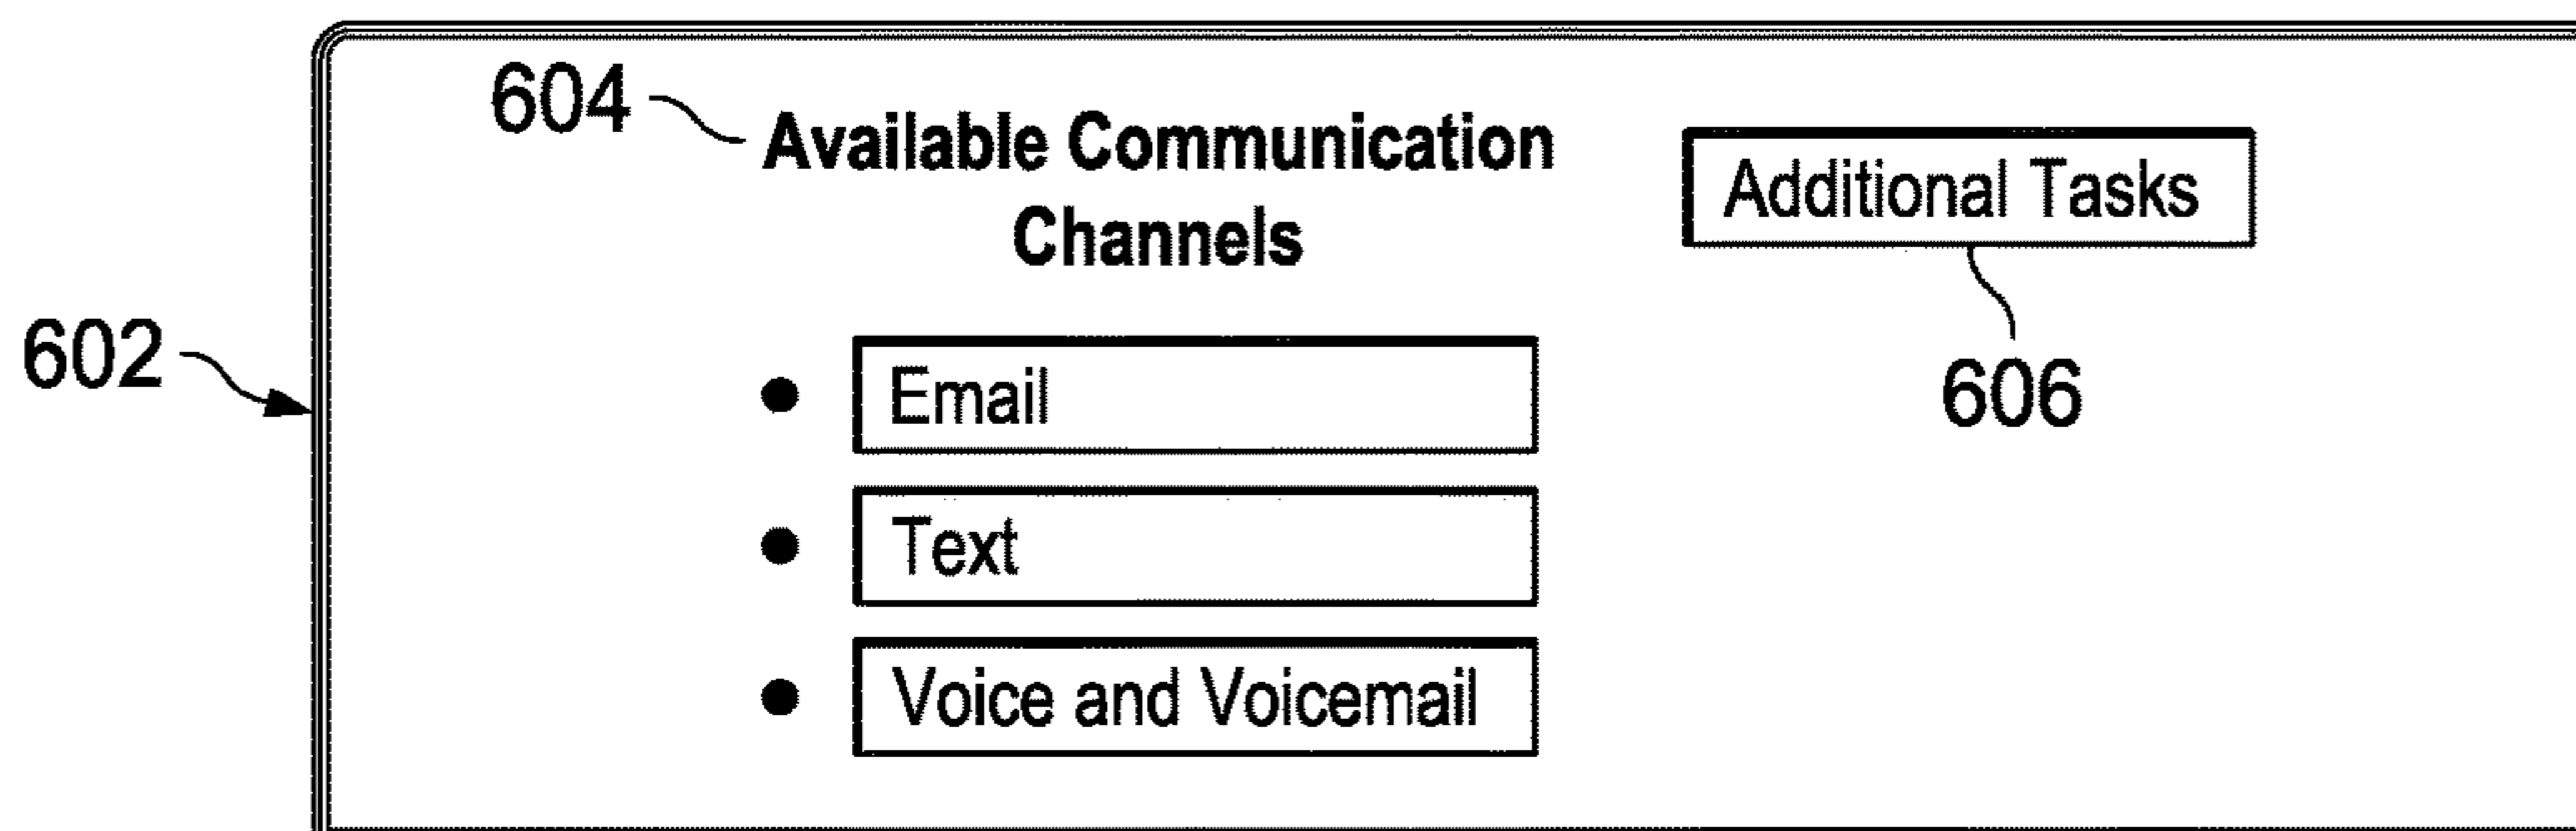 604
Available Communication
Channels
Additional Tasks
606
602
Email
Text
Voice and Voicemail